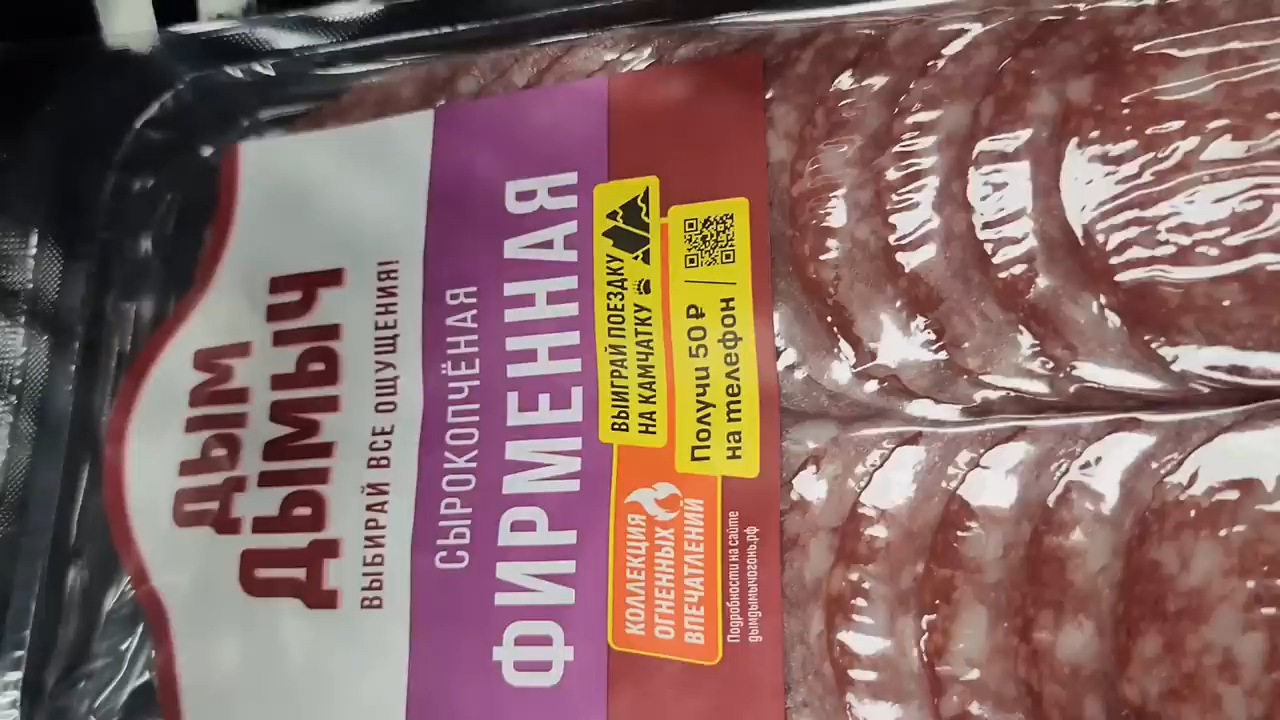 ДЫМ
ДЫМЫЧ
ВЫБИРАЙ ВСЕ ОЩУЩЕНИЯ!
СЫРОКОПЧЁНАЯ
ФИРМЕННАЯ
ВЫИГРАЙ ПОЕЗДКУ
НА КАМЧАТКУ
Получи 50 ₽
на телефон
КОЛЛЕКЦИЯ
ОГНЕННЫХ
ВПЕЧАТЛЕНИЙ
Подробности на сайте
дымдымычогонь.рф